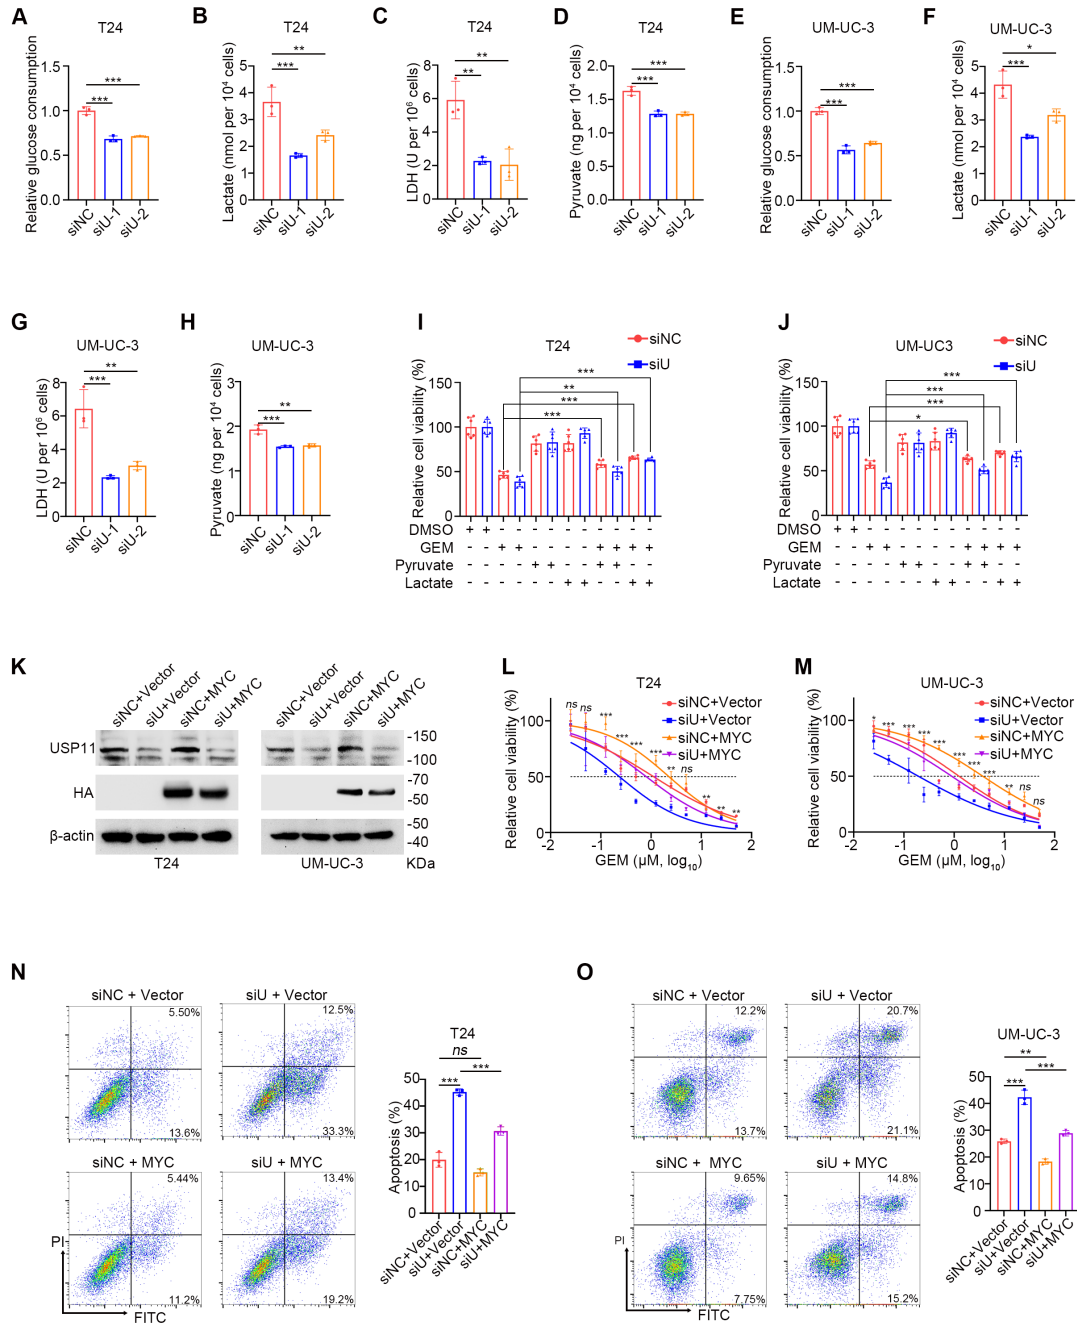 A
T24
Relative glucose consumption
1.5
1.0
0.5
0.0
***
***
siNC
siU-1
siU-2
B
T24
Lactate (nmol per 10⁴ cells)
5
4
3
2
1
0
**
***
siNC
siU-1
siU-2
C
T24
LDH (U per 10⁶ cells)
8
6
4
2
0
**
**
siNC
siU-1
siU-2
D
T24
Pyruvate (ng per 10⁴ cells)
2.0
1.5
1.0
0.5
0.0
***
***
siNC
siU-1
siU-2
E
UM-UC-3
Relative glucose consumption
1.5
1.0
0.5
0.0
***
***
siNC
siU-1
siU-2
F
UM-UC-3
Lactate (nmol per 10⁴ cells)
5
4
3
2
1
0
*
***
siNC
siU-1
siU-2
G
UM-UC-3
LDH (U per 10⁶ cells)
8
6
4
2
0
**
***
siNC
siU-1
siU-2
H
UM-UC-3
Pyruvate (ng per 10⁴ cells)
3
2
1
0
**
***
siNC
siU-1
siU-2
I
T24
siNC
siU
Relative cell viability (%)
150
100
50
0
***
**
***
***
DMSO + + - - - - - - - - - -
GEM - - + + - - - - + + + +
Pyruvate - - - - + + - - + + - -
Lactate - - - - - - + + - - + +
J
UM-UC3
siNC
siU
Relative cell viability (%)
150
100
50
0
***
***
***
*
DMSO + + - - - - - - - - - -
GEM - - + + - - - - + + + +
Pyruvate - - - - + + - - + + - -
Lactate - - - - - - + + - - + +
K
siNC+Vector
siU+Vector
siNC+MYC
siU+MYC
siNC+Vector
siU+Vector
siNC+MYC
siU+MYC
USP11
-150
-100
HA
-70
-50
β-actin
-50
-40
T24
UM-UC-3
KDa
L
T24
Relative cell viability (%)
100
50
0
ns ns *** *** *** *** ** ns ** ** **
siNC+Vector
siU+Vector
siNC+MYC
siU+MYC
-2 -1 0 1 2
GEM (μM, log₁₀)
M
UM-UC-3
Relative cell viability (%)
100
50
0
* *** *** *** *** *** *** *** ** ns ns
siNC+Vector
siU+Vector
siNC+MYC
siU+MYC
-2 -1 0 1 2
GEM (μM, log₁₀)
N
siNC + Vector
5.50%
13.6%
siU + Vector
12.5%
33.3%
siNC + MYC
5.44%
11.2%
siU + MYC
13.4%
19.2%
PI
FITC
T24
ns
***
***
Apoptosis (%)
50
40
30
20
10
0
siNC+Vector
siU+Vector
siNC+MYC
siU+MYC
O
siNC + Vector
12.2%
13.7%
siU + Vector
20.7%
21.1%
siNC + MYC
9.65%
7.75%
siU + MYC
14.8%
15.2%
PI
FITC
UM-UC-3
**
***
***
Apoptosis (%)
50
40
30
20
10
0
siNC+Vector
siU+Vector
siNC+MYC
siU+MYC